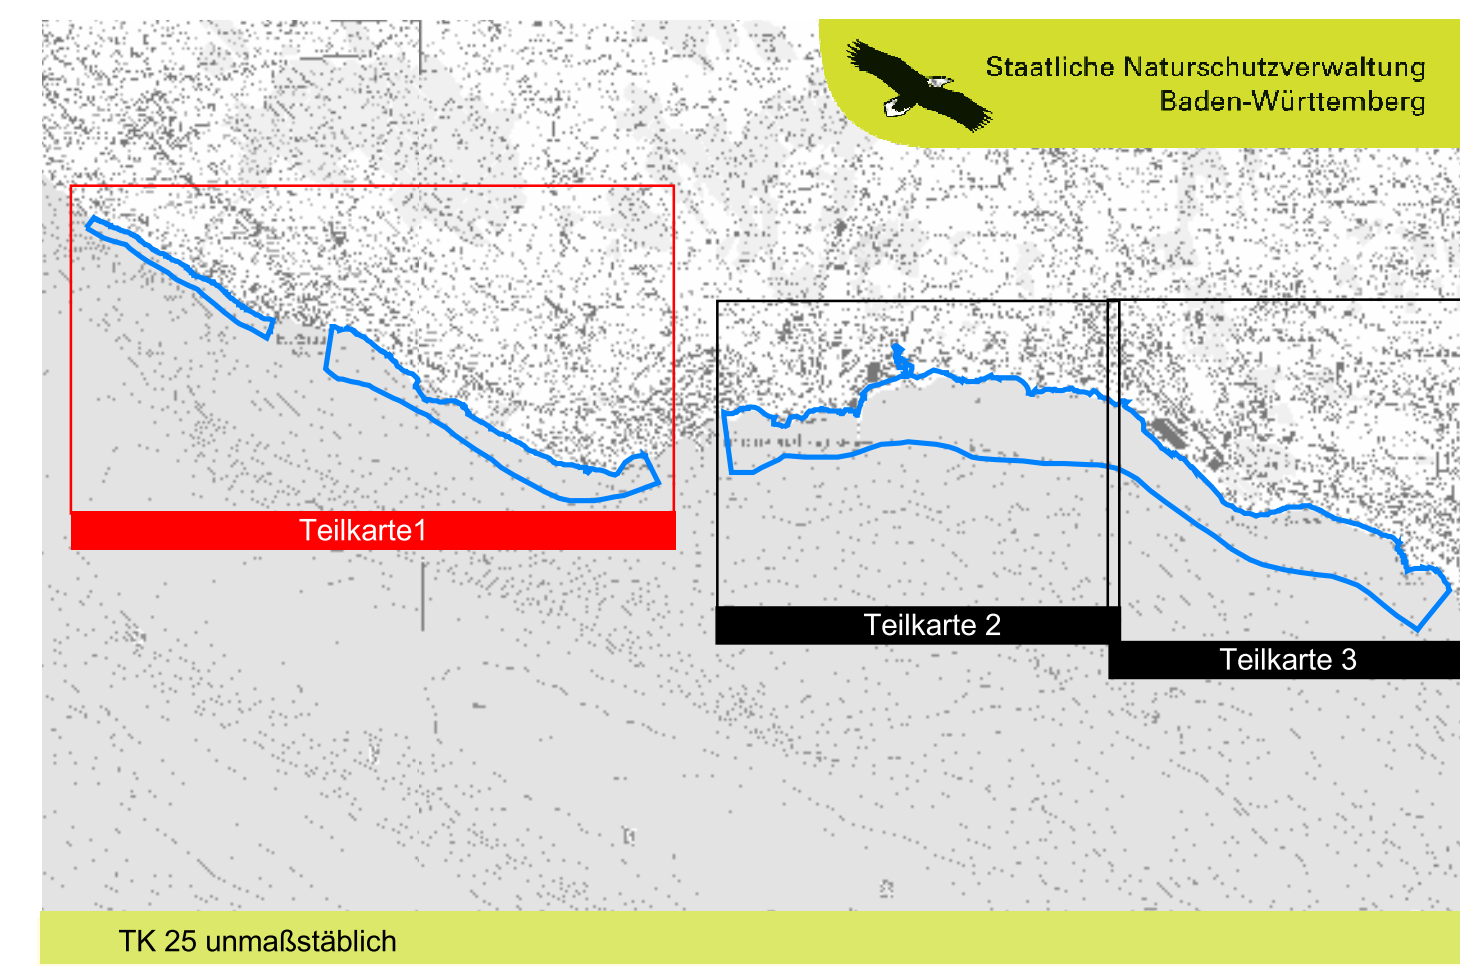 Staatliche Naturschutzverwaltung
Baden-Württemberg
Teilkarte1
Teilkarte 2
Teilkarte 3
TK 25 unmaßstäblich